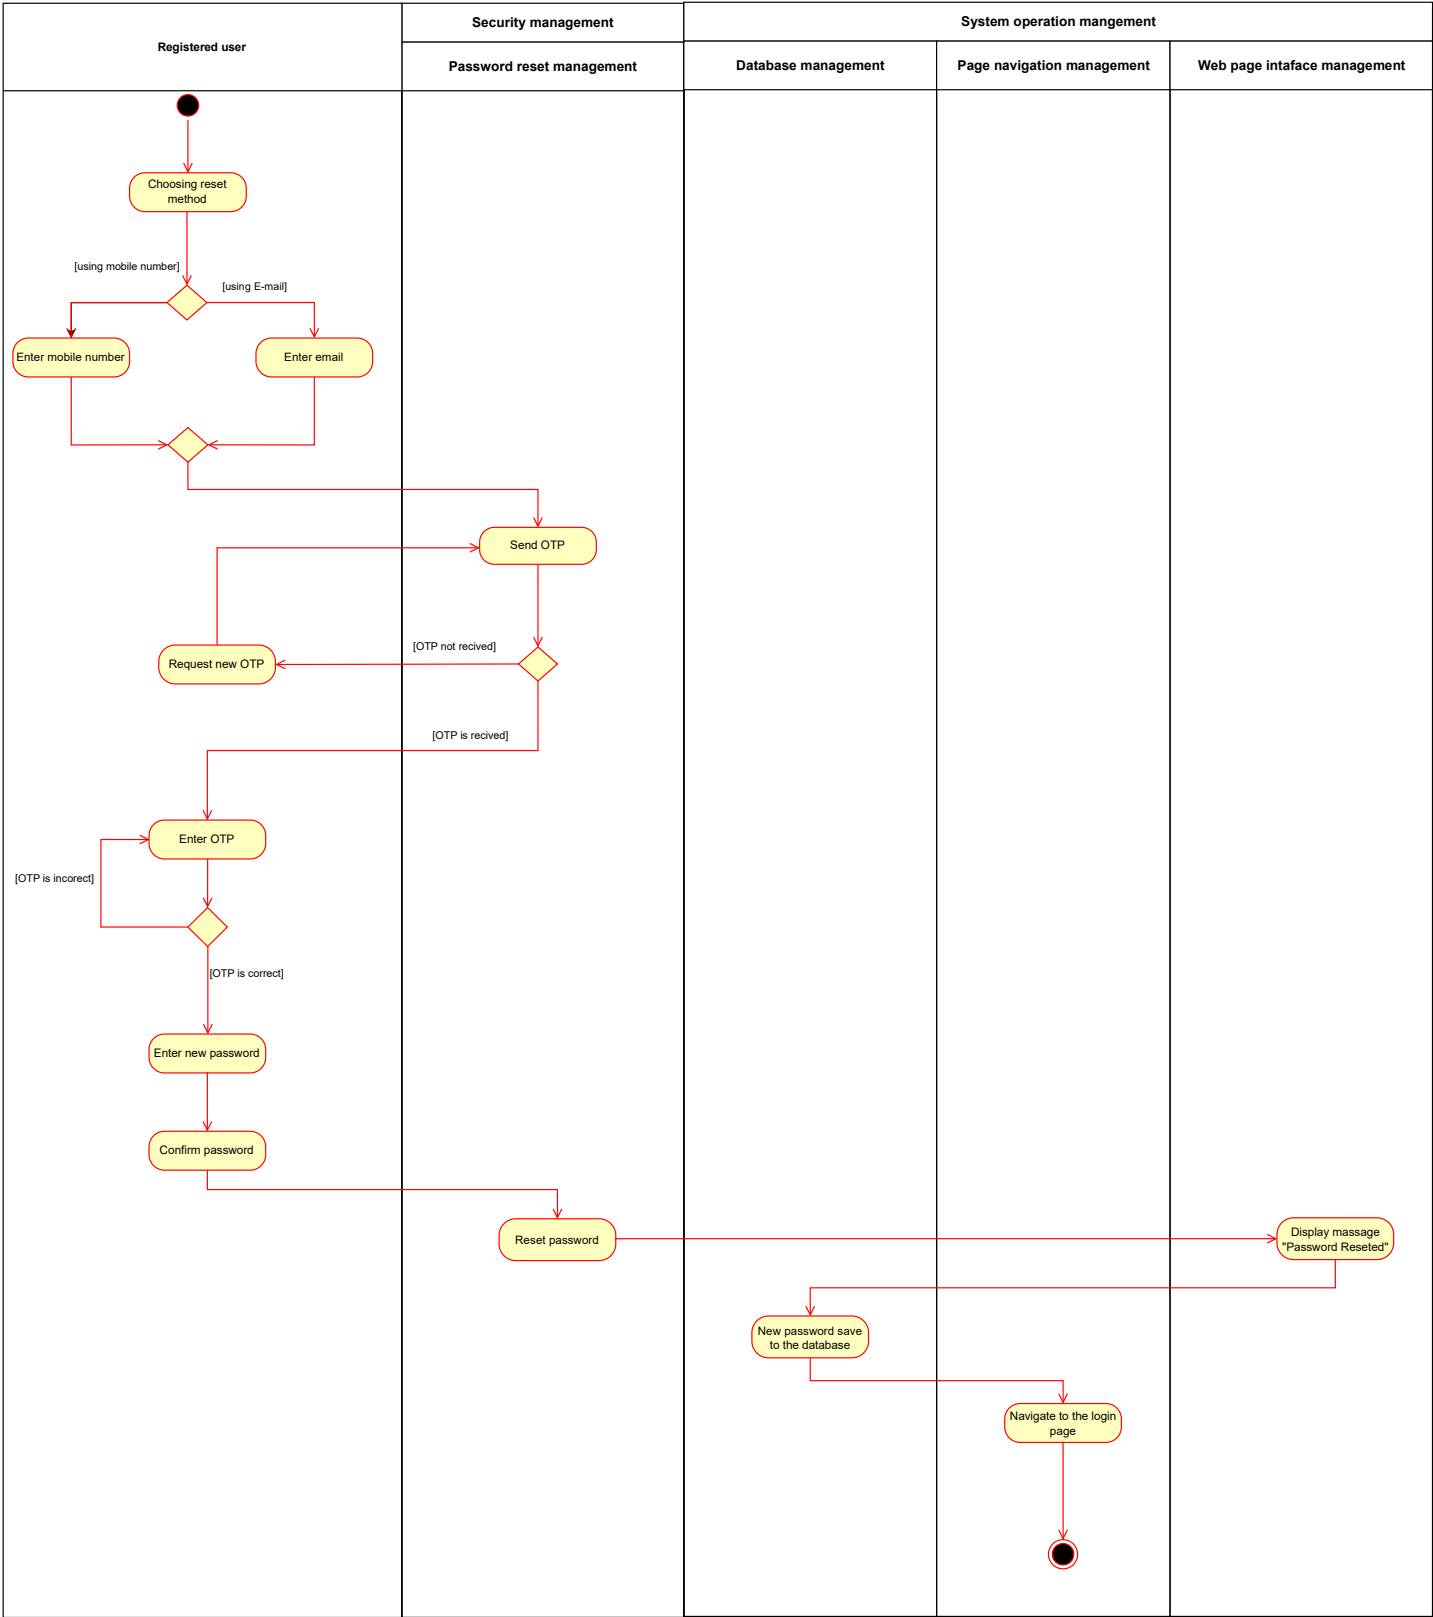 Registered user
Security management
System operation mangement
Password reset management
Database management
Page navigation management
Web page intaface management
Choosing reset
method
[using mobile number]
[using E-mail]
Enter mobile number
Enter email
Send OTP
[OTP not recived]
Request new OTP
[OTP is recived]
Enter OTP
[OTP is incorect]
[OTP is correct]
Enter new password
Confirm password
Reset password
Display massage
"Password Reseted"
New password save
to the database
Navigate to the login
page